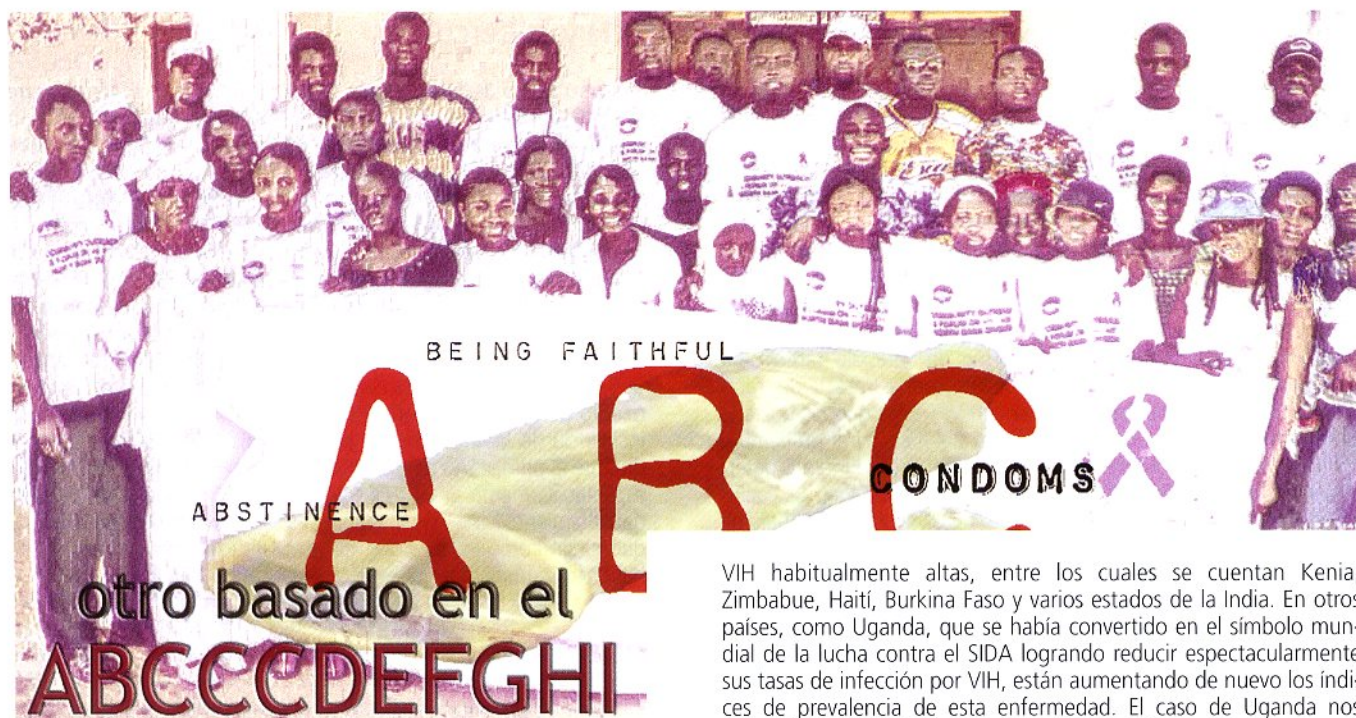 BEING FAITHFUL
A B C
CONDOMS
ABSTINENCE
otro basado en el
ABCCCDEFGHI
VIH habitualmente altas, entre los cuales se cuentan Kenia
Zimbabue, Haití, Burkina Faso y varios estados de la India. En otros
países, como Uganda, que se había convertido en el símbolo mun-
dial de la lucha contra el SIDA logrando reducir espectacularmente
sus tasas de infección por VIH, están aumentando de nuevo los índi-
ces de prevalencia de esta enfermedad. El caso de Uganda nos